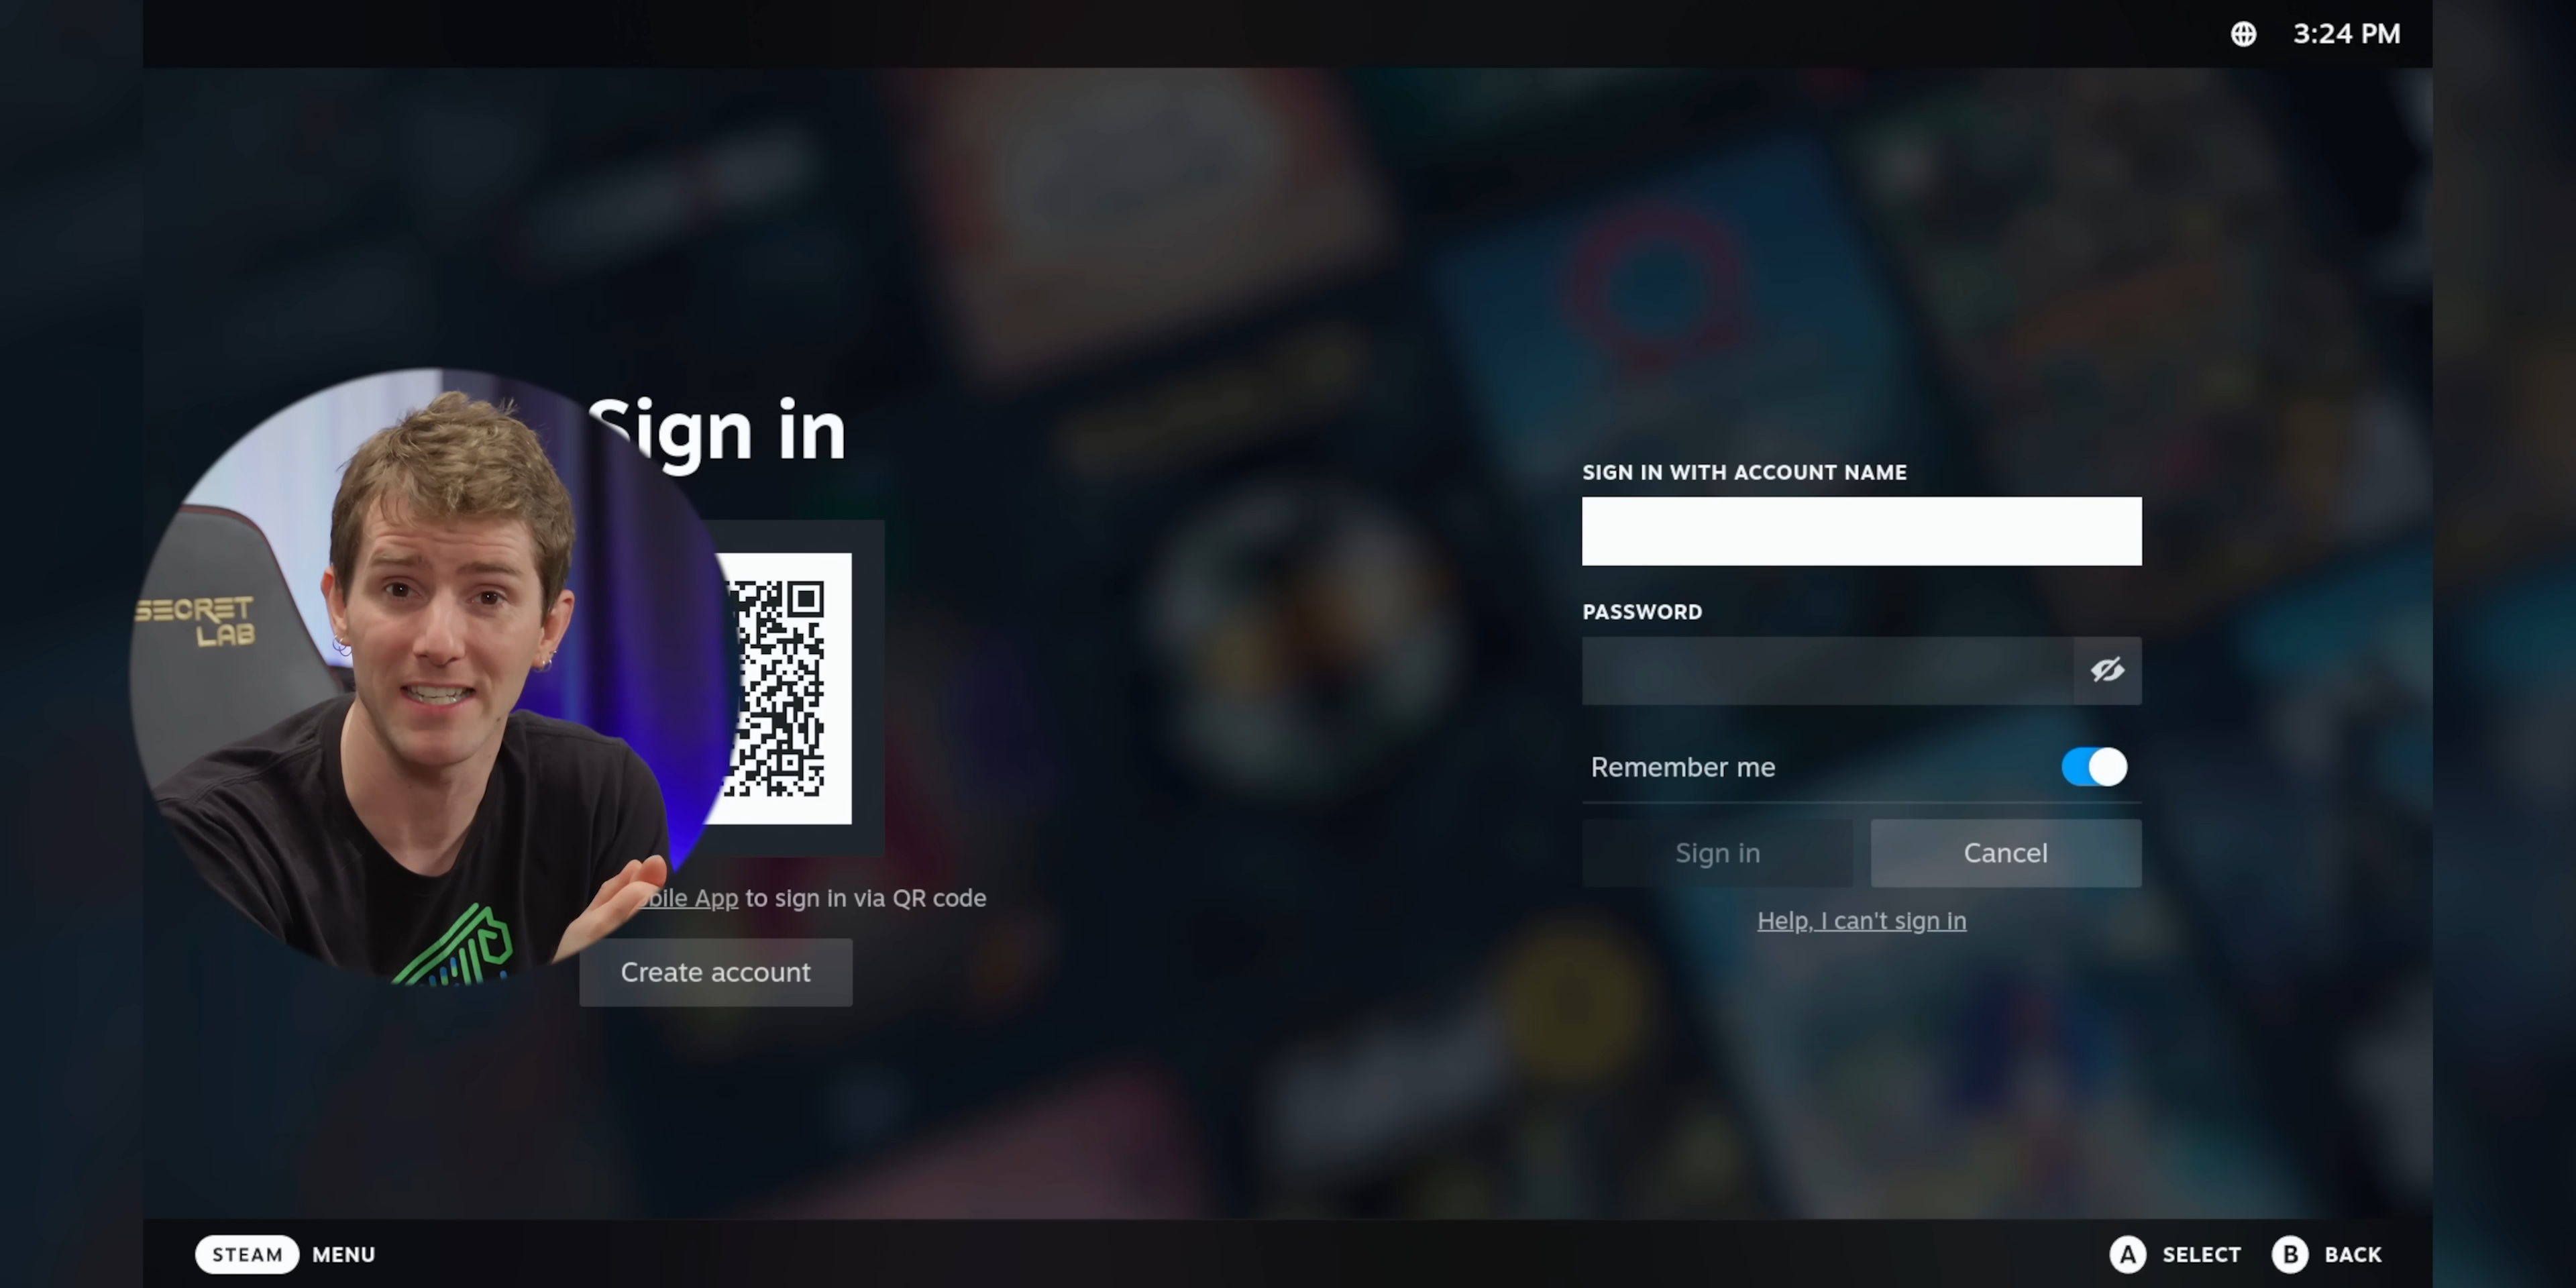 3:24 PM
Sign in
SECRET
LAB
SIGN IN WITH ACCOUNT NAME
PASSWORD
Remember me
Sign in
Cancel
Help, I can't sign in
App to sign in via QR code
Create account
STEAM MENU
A SELECT B BACK